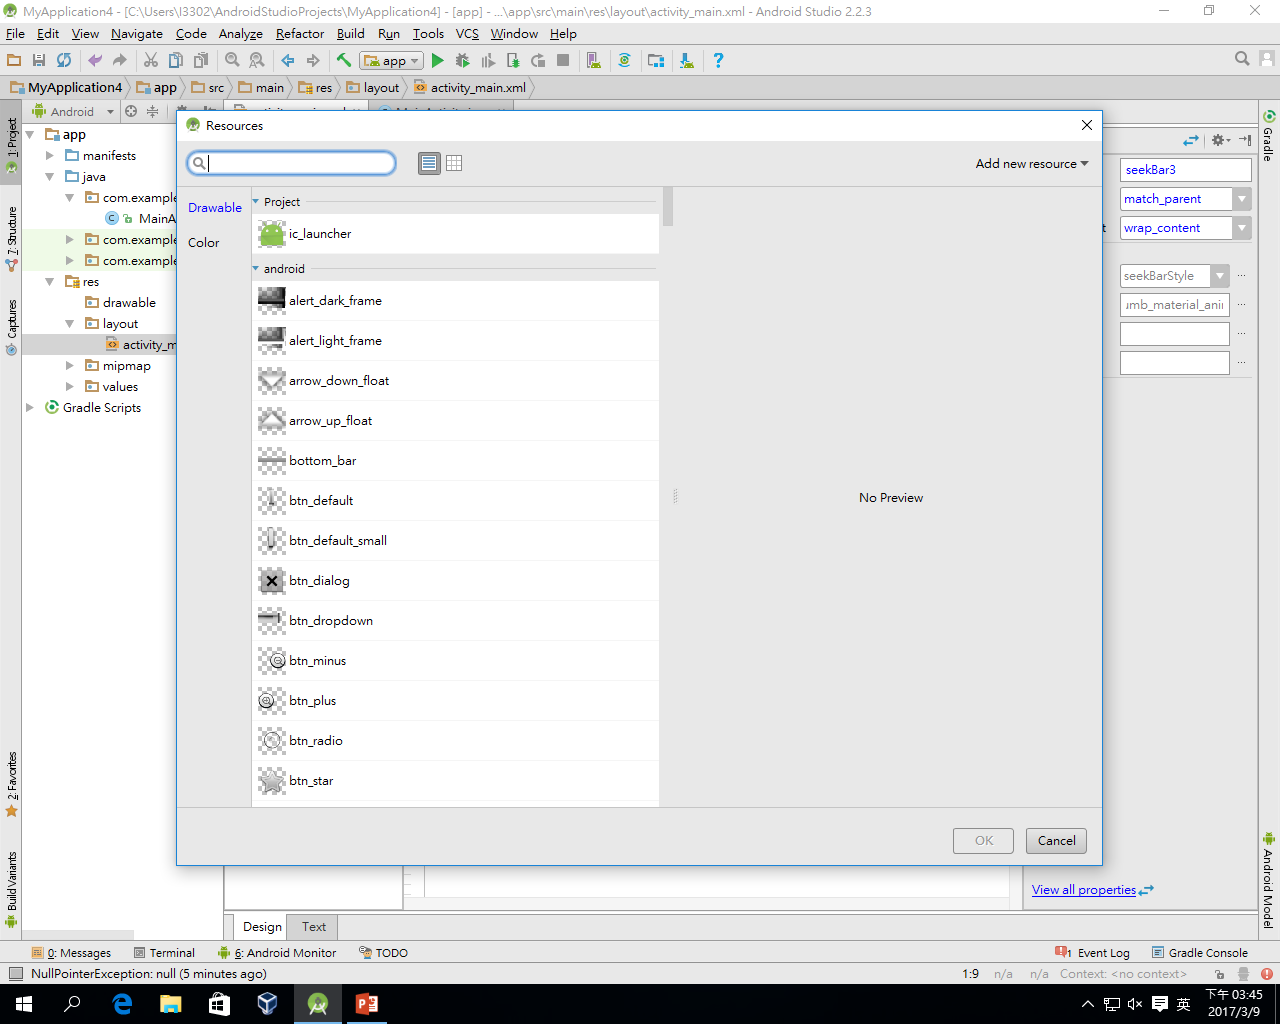 MyApplication4 - [C:\Users\I3302\AndroidStudioProjects\MyApplication4] - [app] - ...\app\src\main\res\layout\activity_main.xml - Android Studio 2.2.3
File Edit View Navigate Code Analyze Refactor Build Run Tools VCS Window Help
app
MyApplication4 app src main res layout activity_main.xml
Android
1: Project
7: Structure
Captures
2: Favorites
Build Variants
app
manifests
java
com.example
MainA
com.example
com.example
res
drawable
layout
activity_m
mipmap
values
Gradle Scripts
Resources
Add new resource
Drawable
Color
Project
ic_launcher
android
alert_dark_frame
alert_light_frame
arrow_down_float
arrow_up_float
bottom_bar
btn_default
btn_default_small
btn_dialog
btn_dropdown
btn_minus
btn_plus
btn_radio
btn_star
No Preview
OK Cancel
seekBar3
match_parent
t wrap_content
seekBarStyle ...
umb_material_ani ...
...
...
View all properties
Gradle
Android Model
Design Text
0: Messages Terminal 6: Android Monitor TODO 1 Event Log Gradle Console
NullPointerException: null (5 minutes ago) 1:9 n/a n/a Context: <no context>
英 下午 03:45
2017/3/9